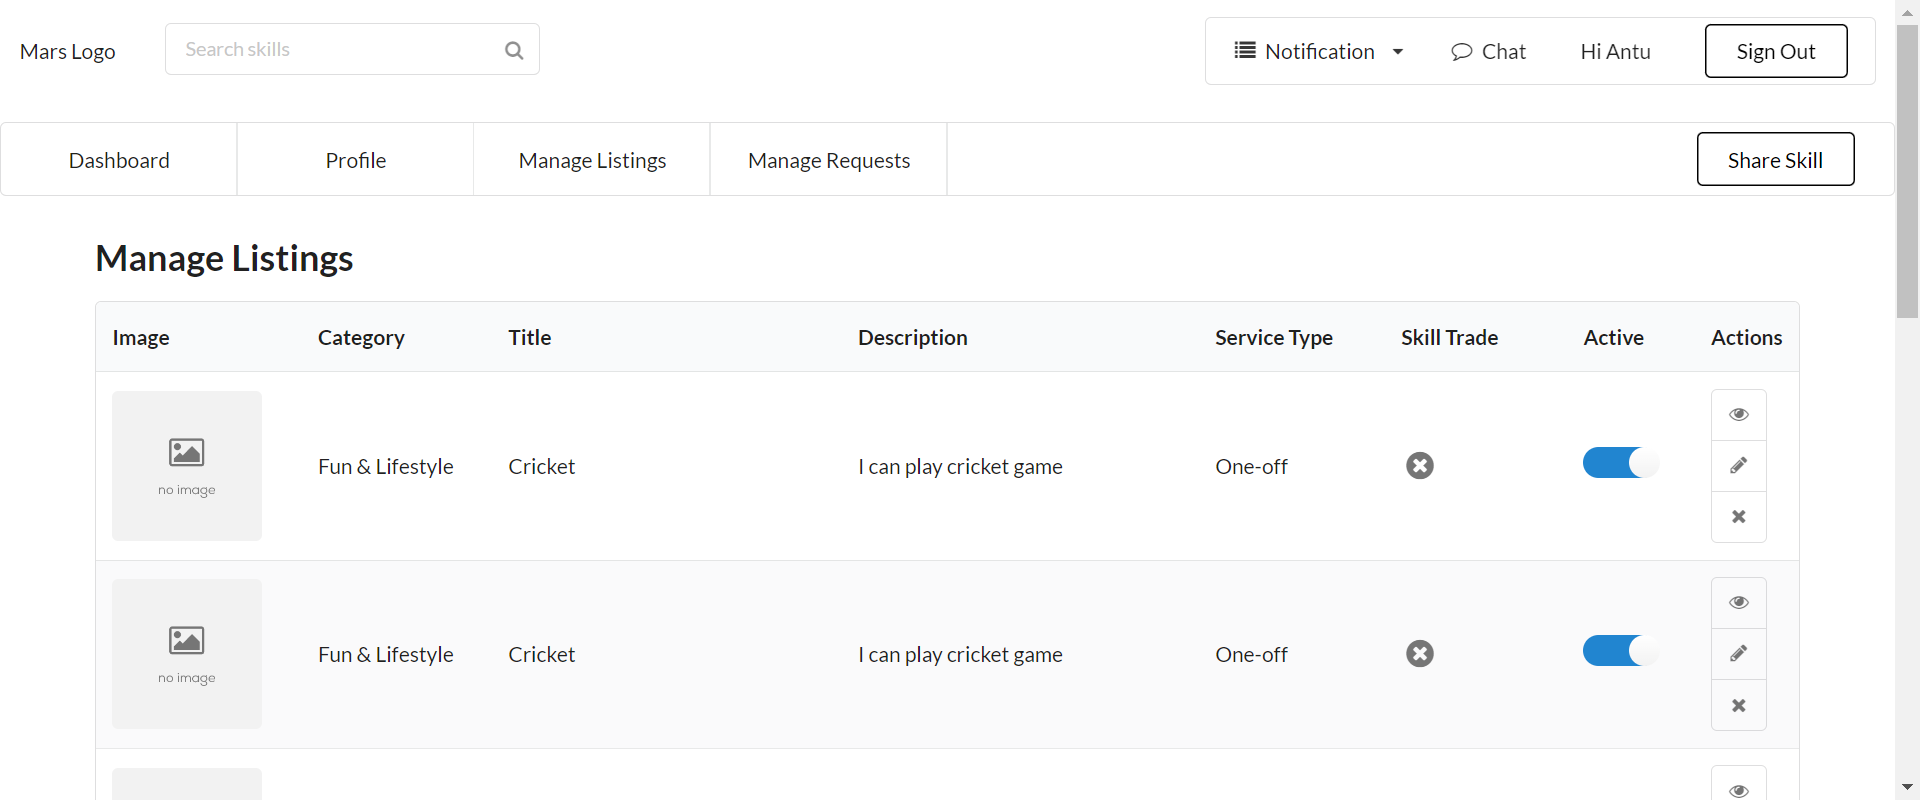 Mars Logo
Search skills
Notification
Chat
Hi Antu
Sign Out
Dashboard
Profile
Manage Listings
Manage Requests
Share Skill
Manage Listings
Image Category Title Description Service Type Skill Trade Active Actions
no image
Fun & Lifestyle Cricket I can play cricket game One-off
no image
Fun & Lifestyle Cricket I can play cricket game One-off